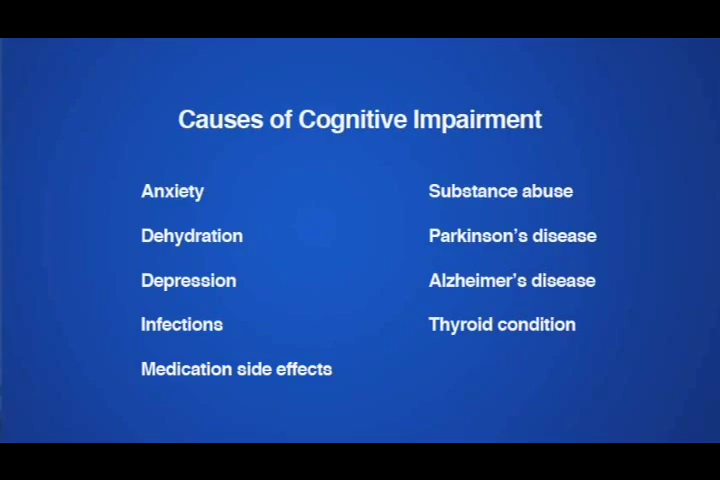 Causes of Cognitive Impairment
Anxiety
Dehydration
Depression
Infections
Medication side effects
Substance abuse
Parkinson’s disease
Alzheimer’s disease
Thyroid condition